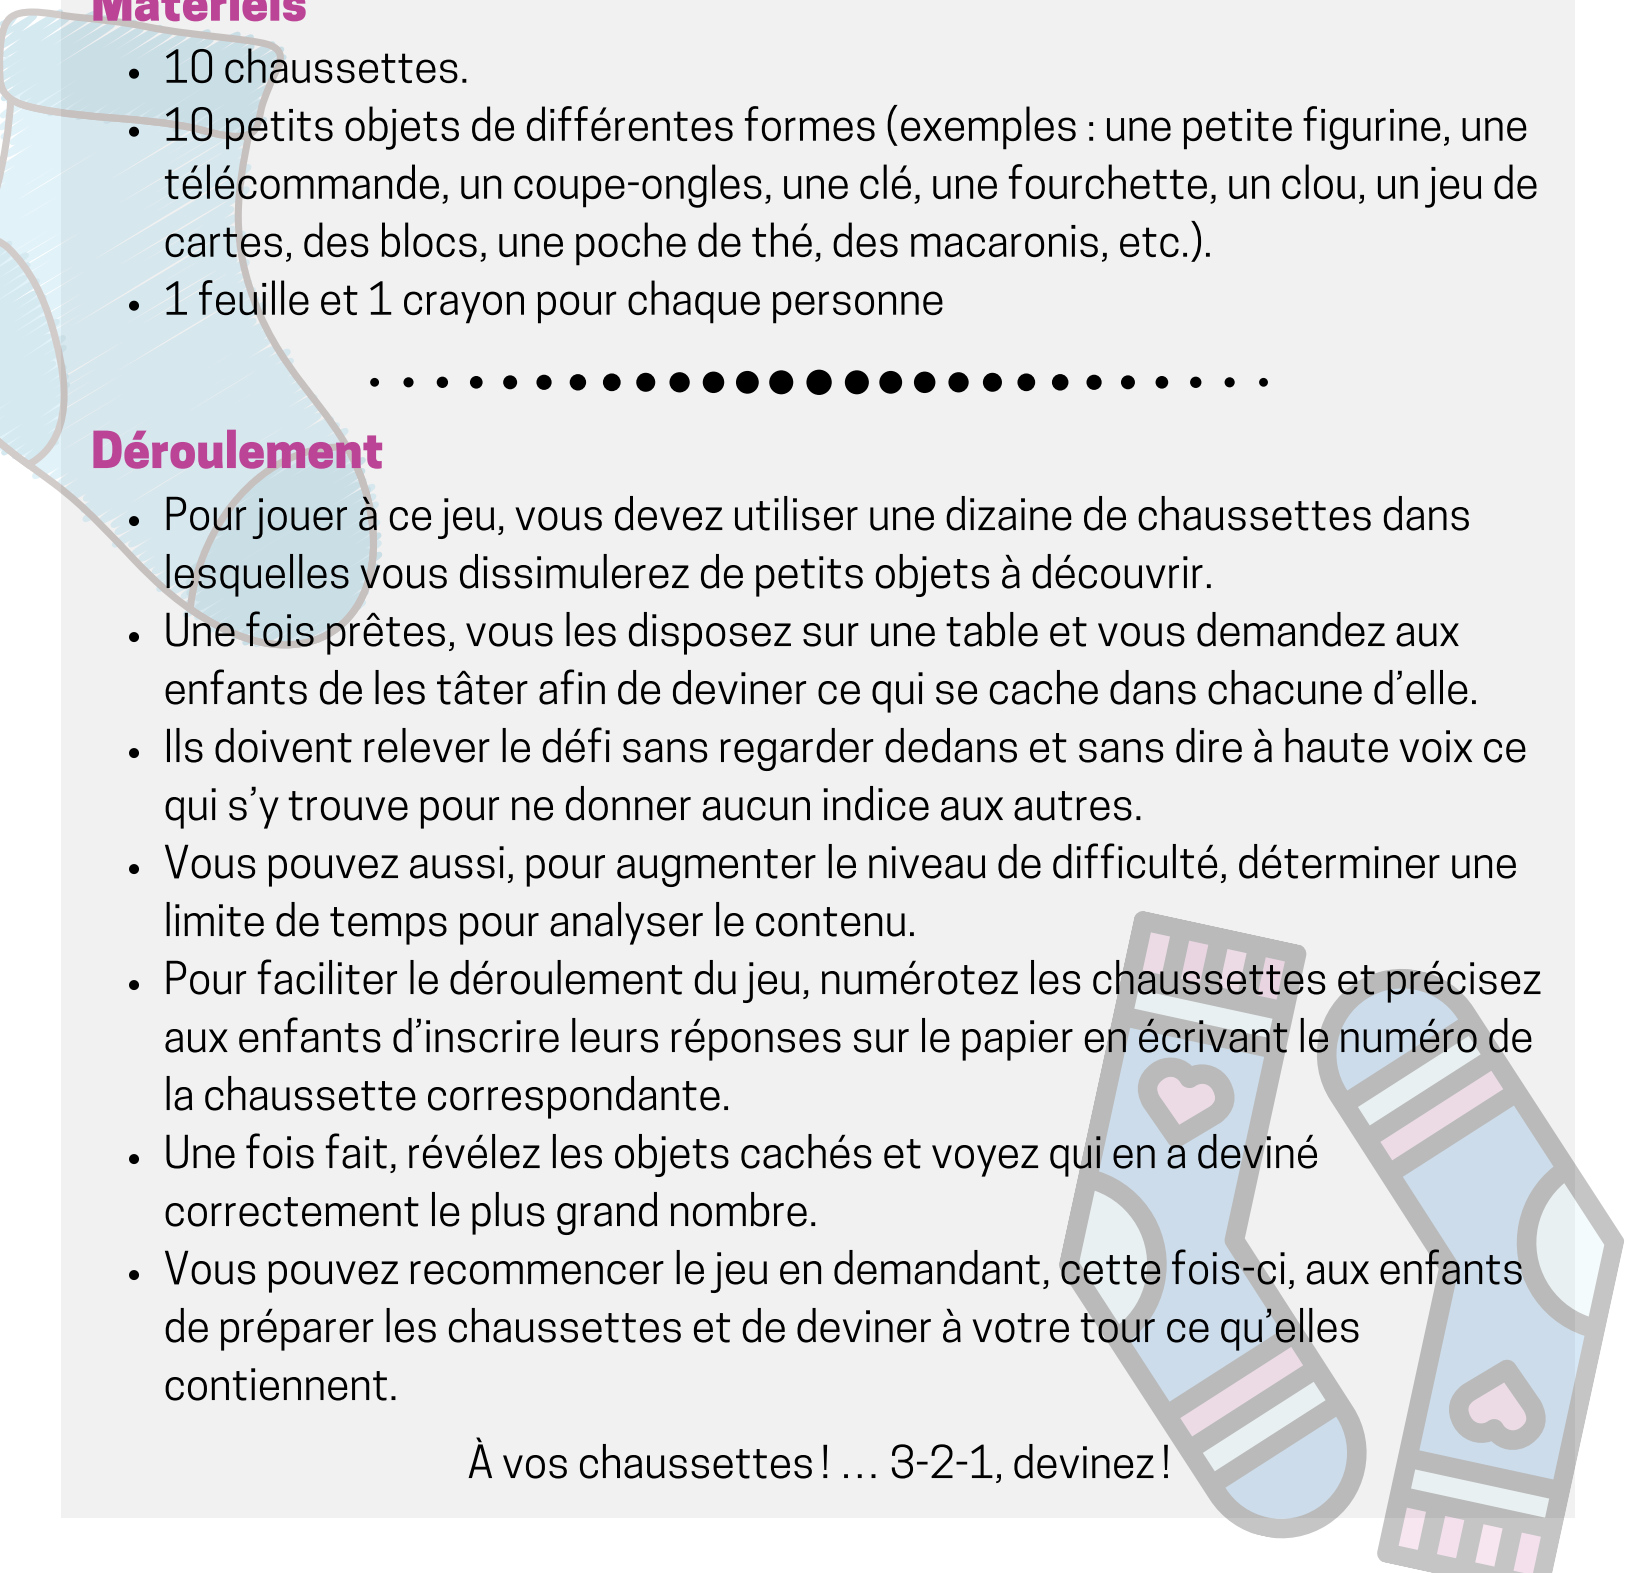 Matériels
• 10 chaussettes.
• 10 petits objets de différentes formes (exemples : une petite figurine, une
télécommande, un coupe-ongles, une clé, une fourchette, un clou, un jeu de
cartes, des blocs, une poche de thé, des macaronis, etc.).
• 1 feuille et 1 crayon pour chaque personne
Déroulement
• Pour jouer à ce jeu, vous devez utiliser une dizaine de chaussettes dans
lesquelles vous dissimulerez de petits objets à découvrir.
• Une fois prêtes, vous les disposez sur une table et vous demandez aux
enfants de les tâter afin de deviner ce qui se cache dans chacune d’elle.
• Ils doivent relever le défi sans regarder dedans et sans dire à haute voix ce
qui s’y trouve pour ne donner aucun indice aux autres.
• Vous pouvez aussi, pour augmenter le niveau de difficulté, déterminer une
limite de temps pour analyser le contenu.
• Pour faciliter le déroulement du jeu, numérotez les chaussettes et précisez
aux enfants d’inscrire leurs réponses sur le papier en écrivant le numéro de
la chaussette correspondante.
• Une fois fait, révélez les objets cachés et voyez qui en a deviné
correctement le plus grand nombre.
• Vous pouvez recommencer le jeu en demandant, cette fois-ci, aux enfants
de préparer les chaussettes et de deviner à votre tour ce qu’elles
contiennent.
À vos chaussettes ! … 3-2-1, devinez !